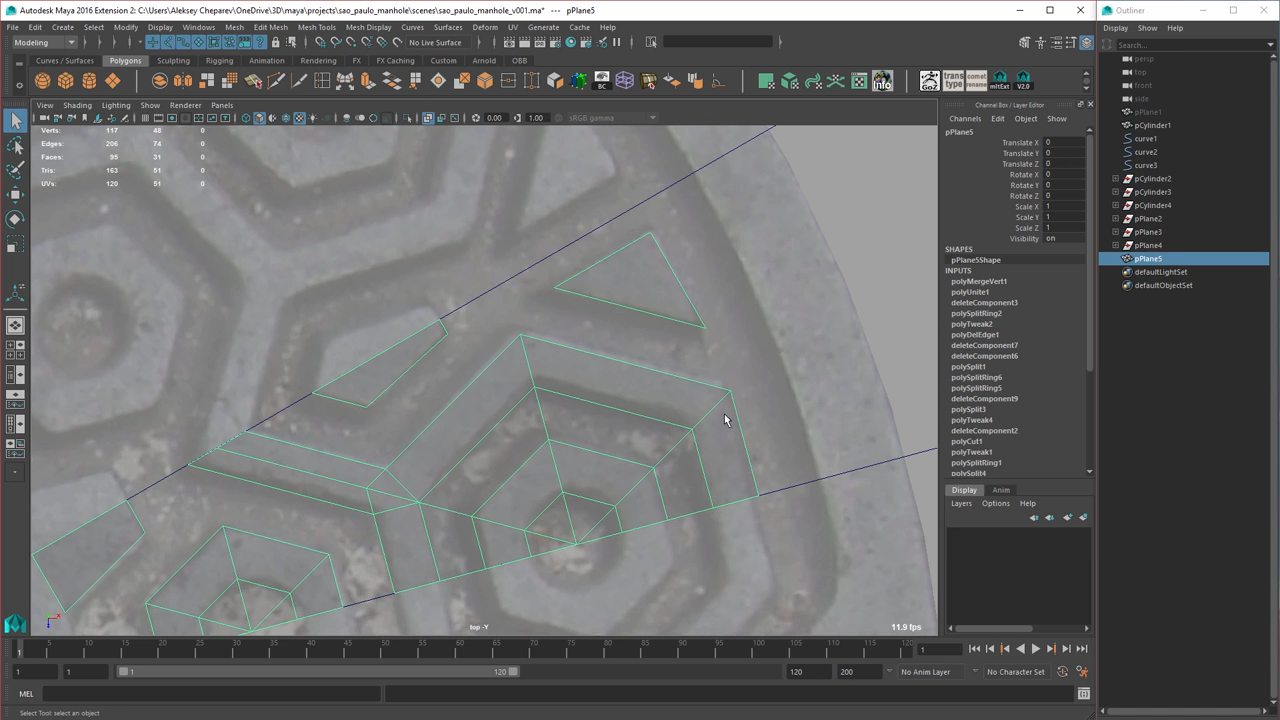 Autodesk Maya 2016 Extension 2: C:\Users\Aleksey Cheparev\OneDrive\3D\maya\projects\sao_paulo_manhole\scenes\sao_paulo_manhole_v001.ma* --- pPlane5
Outliner
File Edit Create Select Modify Display Windows Mesh Edit Mesh Mesh Tools Mesh Display Curves Surfaces Deform UV Generate Cache Help
Display Show Help
Modeling No Live Surface
Search...
Curves / Surfaces Polygons Sculpting Rigging Animation Rendering FX FX Caching Custom Arnold OBB
BC Info GoZ trans type comet rename mltExt V2.0
View Shading Lighting Show Renderer Panels
0.00 1.00 sRGB gamma
Verts: 117 48 0
Edges: 206 74 0
Faces: 95 31 0
Tris: 163 51 0
UVs: 120 51 0
top -Y
11.9 fps
Channel Box / Layer Editor
Channels Edit Object Show
pPlane5
Translate X 0
Translate Y 0
Translate Z 0
Rotate X 0
Rotate Y 0
Rotate Z 0
Scale X 1
Scale Y 1
Scale Z 1
Visibility on
SHAPES
pPlane5Shape
INPUTS
polyMergeVert1
polyUnite1
deleteComponent3
polySplitRing2
polyTweak2
polyDelEdge1
deleteComponent7
deleteComponent6
polySplit1
polySplitRing6
polySplitRing5
deleteComponent9
polySplit3
polyTweak4
deleteComponent2
polyCut1
polyTweak1
polySplitRing1
polySplit4
Display Anim
Layers Options Help
persp
top
front
side
pPlane1
pCylinder1
curve1
curve2
curve3
pCylinder2
pCylinder3
pCylinder4
pPlane2
pPlane3
pPlane4
pPlane5
defaultLightSet
defaultObjectSet
5 10 15 20 25 30 35 40 45 50 55 60 65 70 75 80 85 90 95 100 105 110 115 120 1
1 1 1 120 120 200 No Anim Layer No Character Set
MEL
Select Tool: select an object